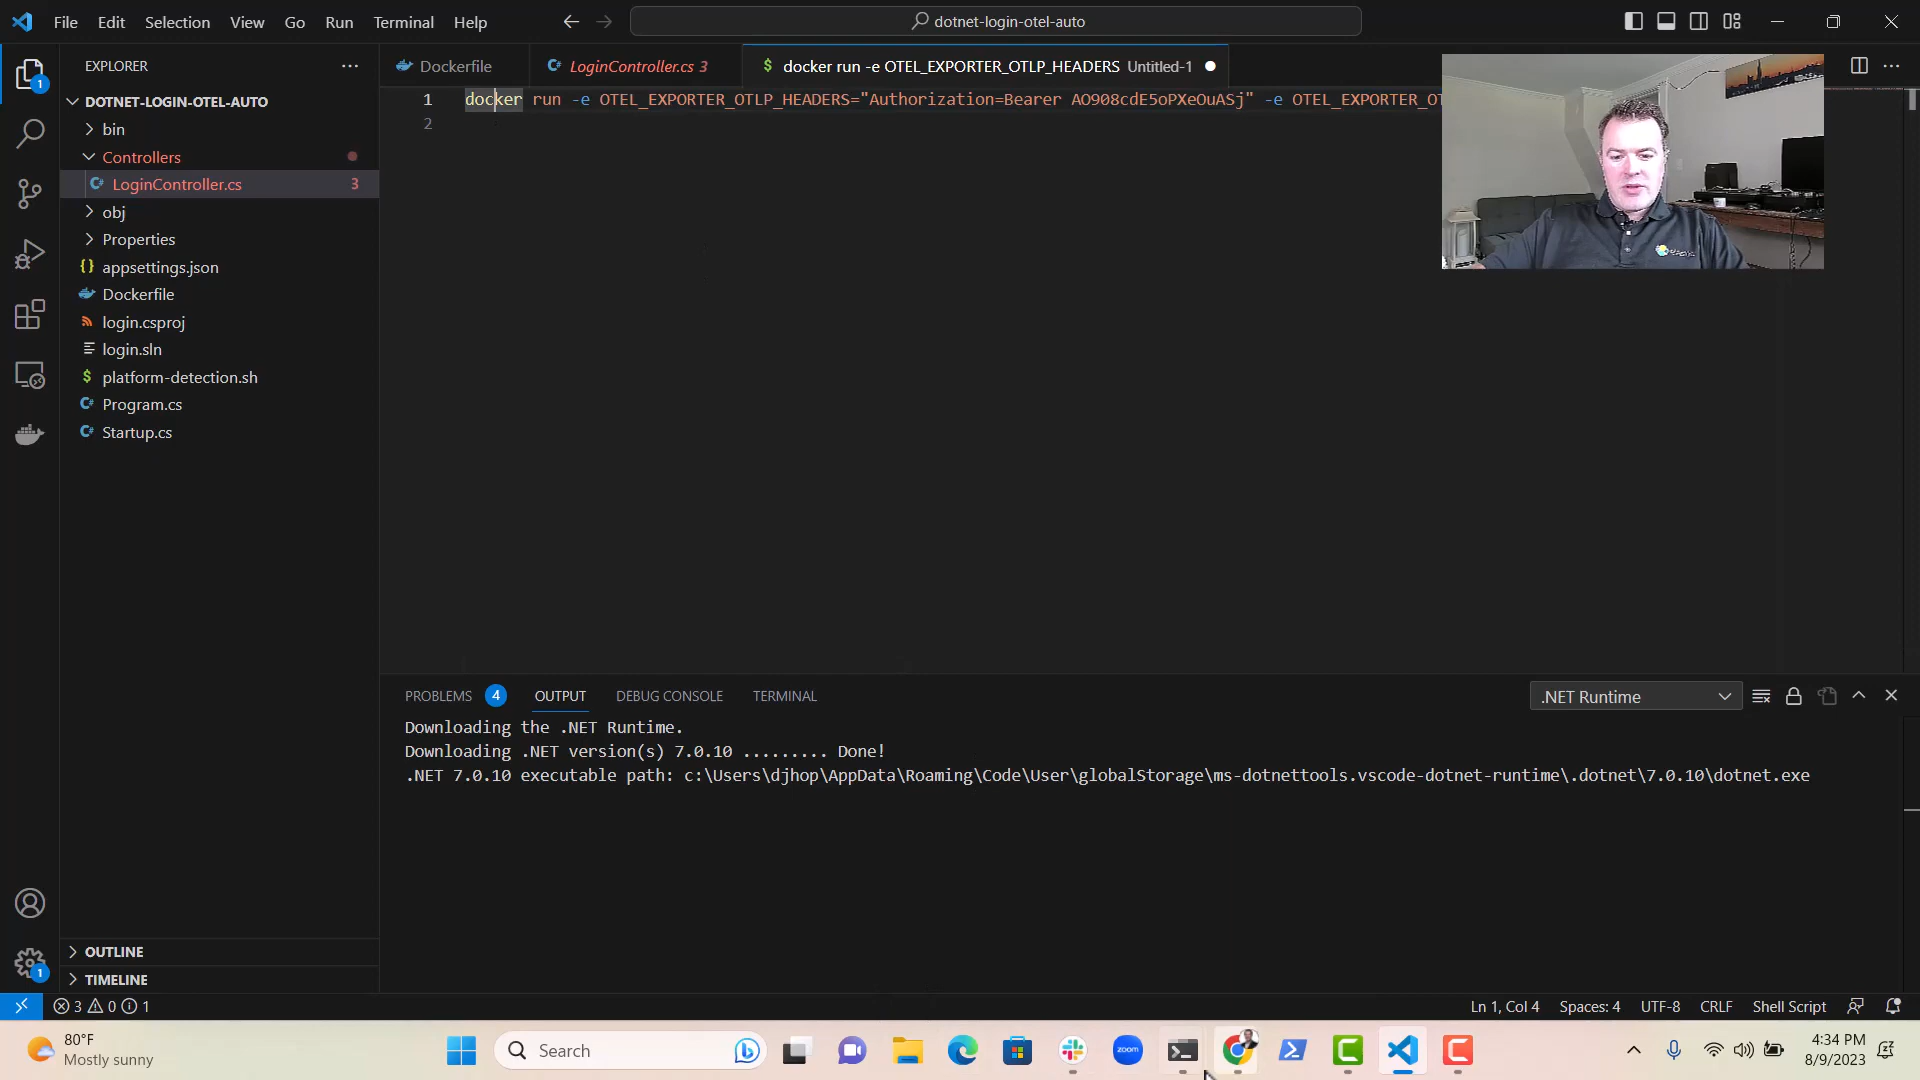 File Edit Selection View Go Run Terminal Help
dotnet-login-otel-auto
EXPLORER
Dockerfile
LoginController.cs 3
$ docker run -e OTEL_EXPORTER_OTLP_HEADERS Untitled-1
DOTNET-LOGIN-OTEL-AUTO
bin
Controllers
LoginController.cs 3
obj
Properties
{} appsettings.json
Dockerfile
login.csproj
login.sln
$ platform-detection.sh
Program.cs
Startup.cs
OUTLINE
TIMELINE
1 docker run -e OTEL_EXPORTER_OTLP_HEADERS="Authorization=Bearer AO908cdE5oPXeOuASj" -e OTEL_EXPORTER_OT
2
PROBLEMS 4 OUTPUT DEBUG CONSOLE TERMINAL
.NET Runtime
Downloading the .NET Runtime.
Downloading .NET version(s) 7.0.10 ......... Done!
.NET 7.0.10 executable path: c:\Users\djhop\AppData\Roaming\Code\User\globalStorage\ms-dotnettools.vscode-dotnet-runtime\.dotnet\7.0.10\dotnet.exe
1
1
3 0 1
Ln 1, Col 4 Spaces: 4 UTF-8 CRLF Shell Script
80°F
Mostly sunny
Search
zoom
4:34 PM
8/9/2023